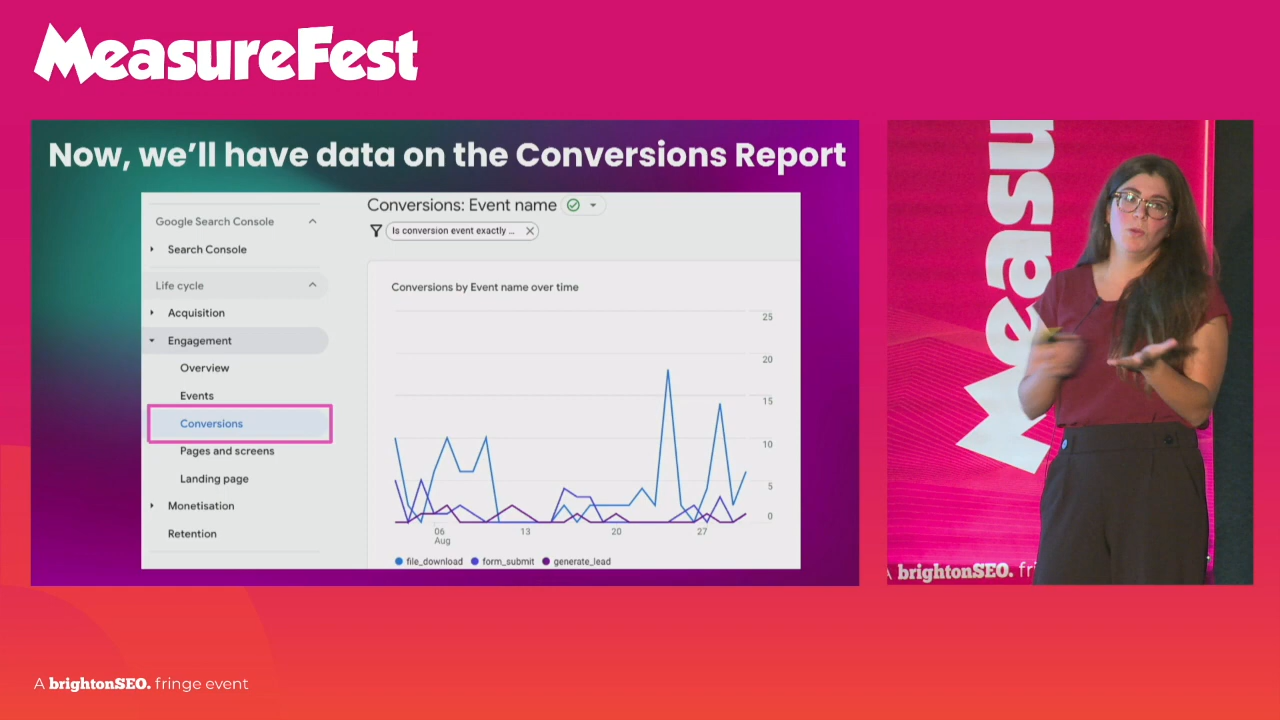 MeasureFest
Now, we'll have data on the Conversions Report
Google Search Console
Search Console
Life cycle
Acquisition
Engagement
Overview
Events
Conversions
Pages and screens
Landing page
Monetisation
Retention
Conversions: Event name
Is conversion event exactly ...
Conversions by Event name over time
25
20
15
10
5
0
06
Aug
13
20
27
file_download
form_submit
generate_lead
Measu
Measu
A brightonSEO. fri
A brightonSEO. fringe event